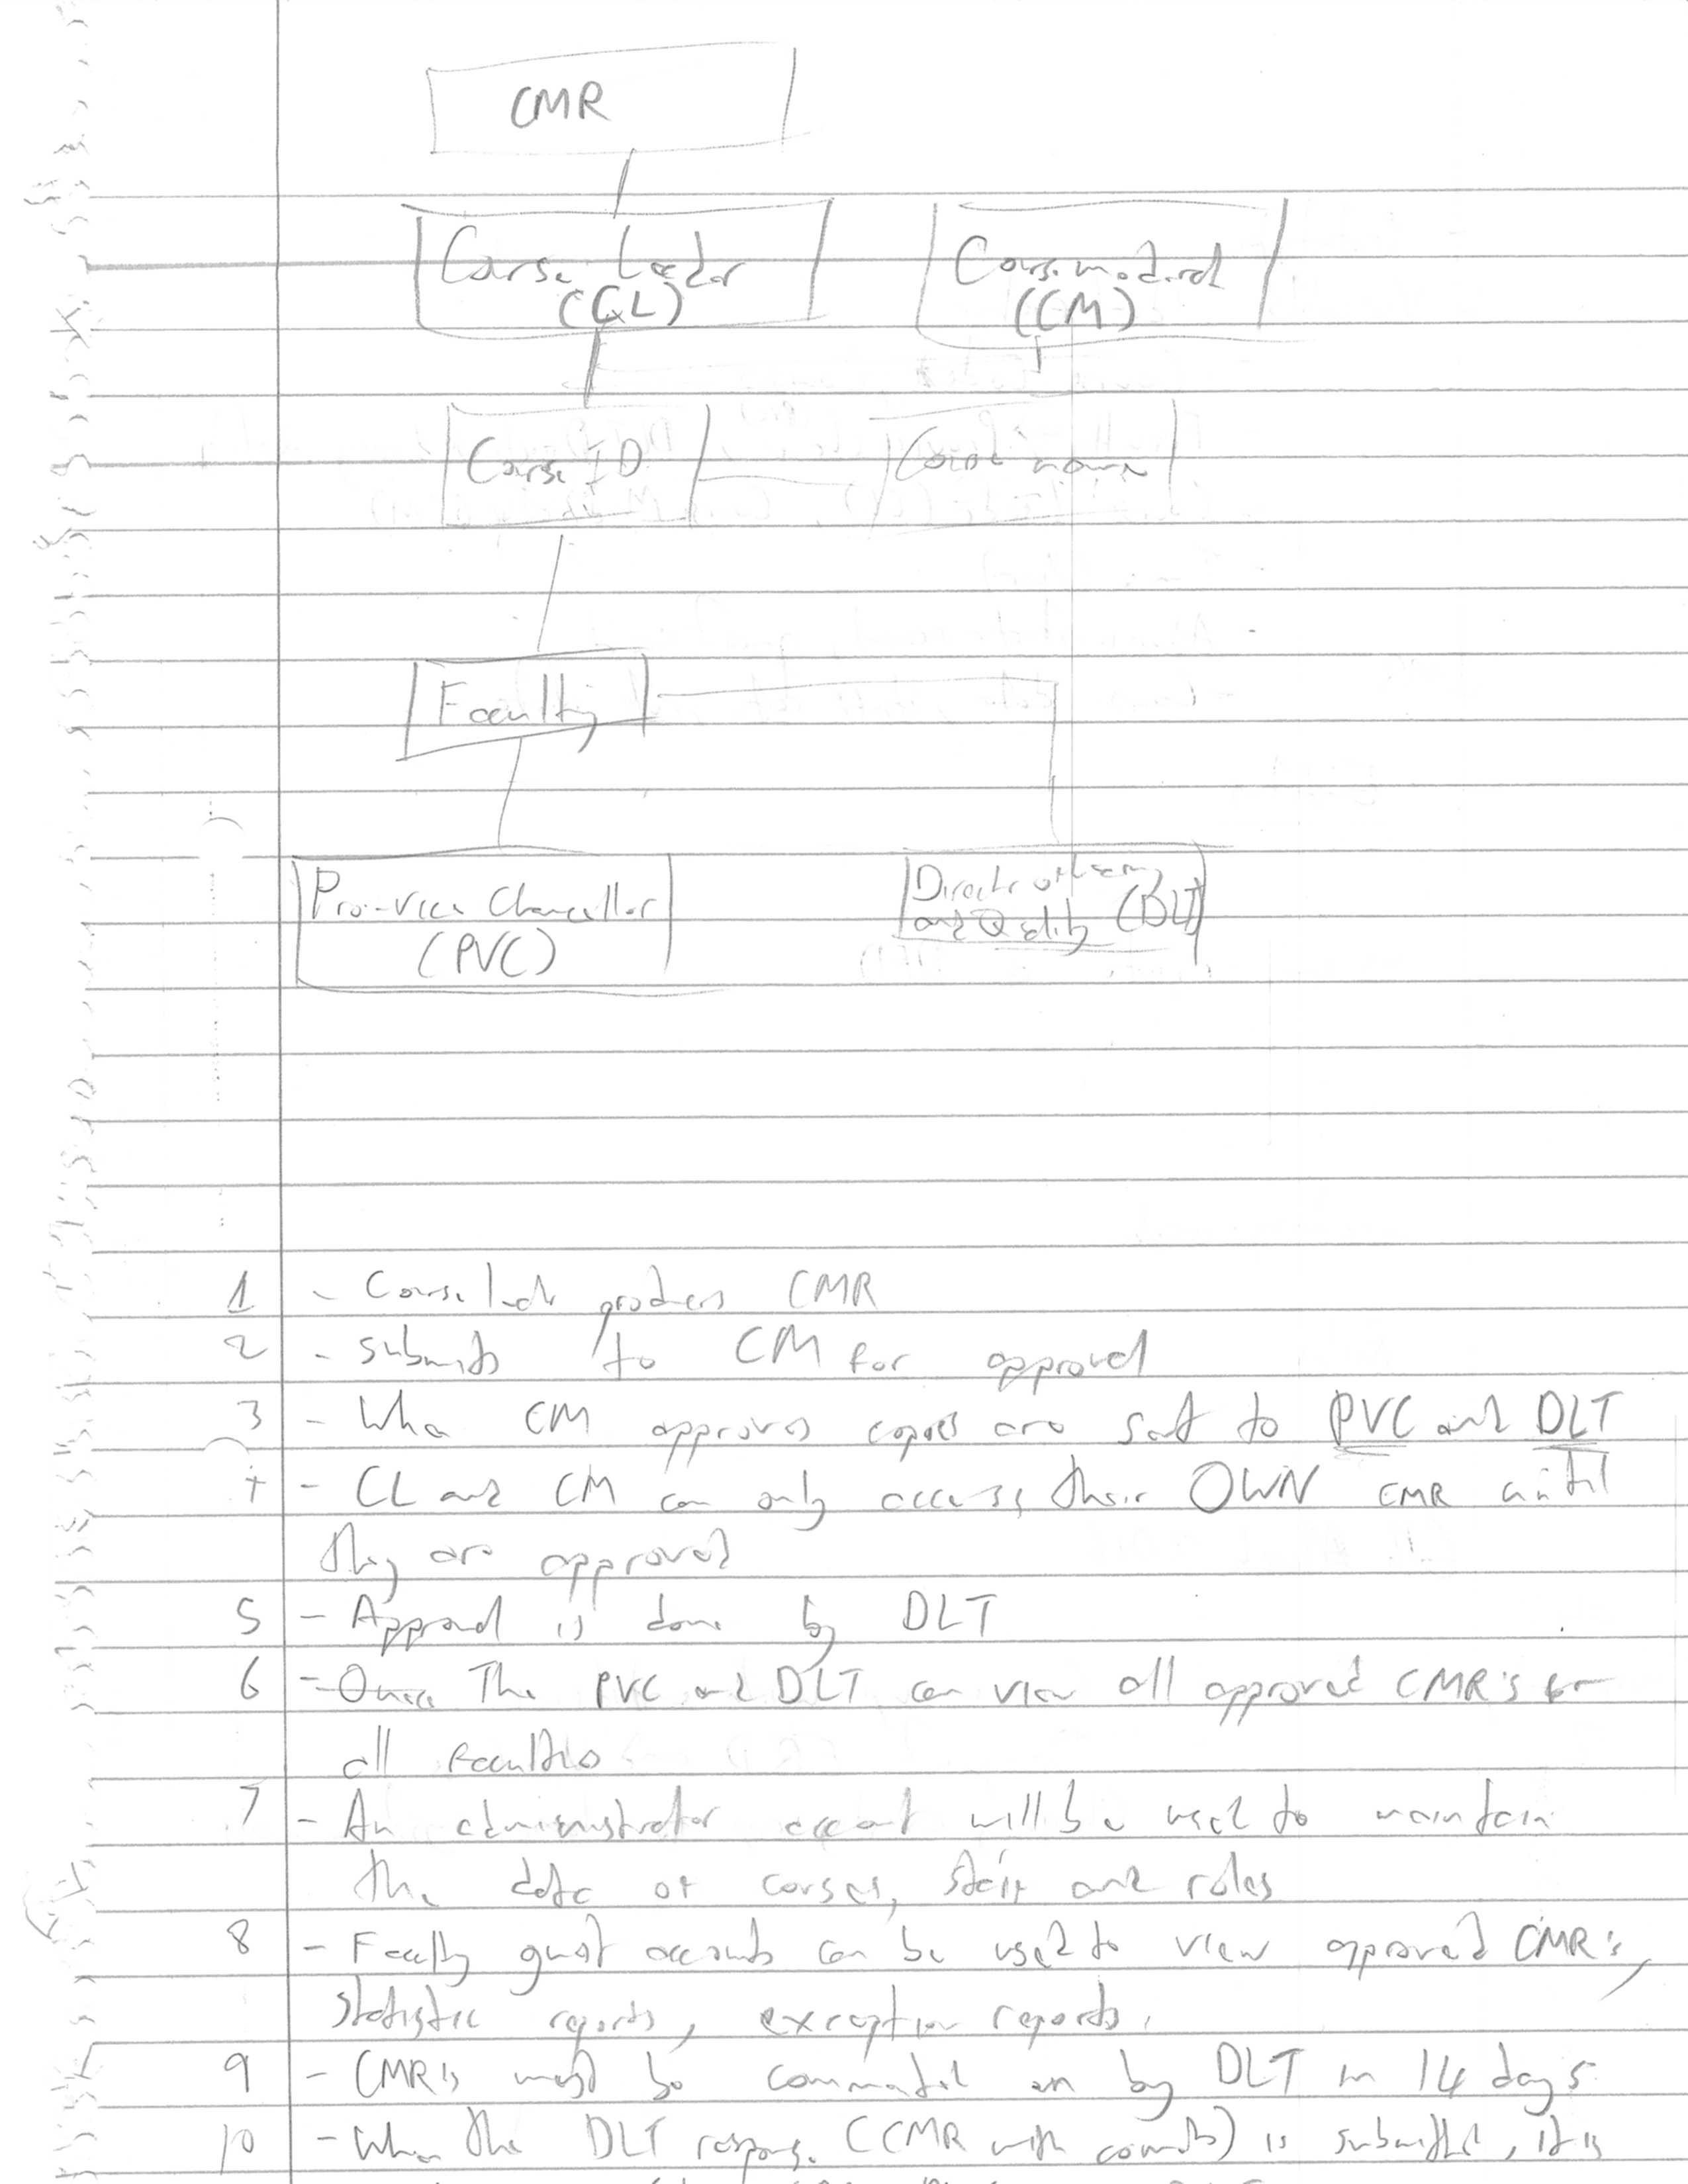 CMR
Course Leader
(CL)
Course moderat
(CM)
Course ID
Course name
Faculty
Pro-vice Chancellor
(PVC)
Director of
and Quality (DLT)
1 - Course leader produces CMR
2 - submits to CM for approval
3 - When CM approves copies are sent to PVC and DLT
4 - CL and CM can only access their OWN CMR until
they are approved
5 - Approval is done by DLT
6 - Once The PVC and DLT can view all approved CMR's for
all faculties
7 - An administrator account will be used to maintain
the data of courses, staff and roles
8 - Faculty guest accounts can be used to view approved CMR's,
statistic reports, exception reports.
9 - CMR's must be commented on by DLT in 14 days
10 - When the DLT response (CMR with comments) is submitted, it is